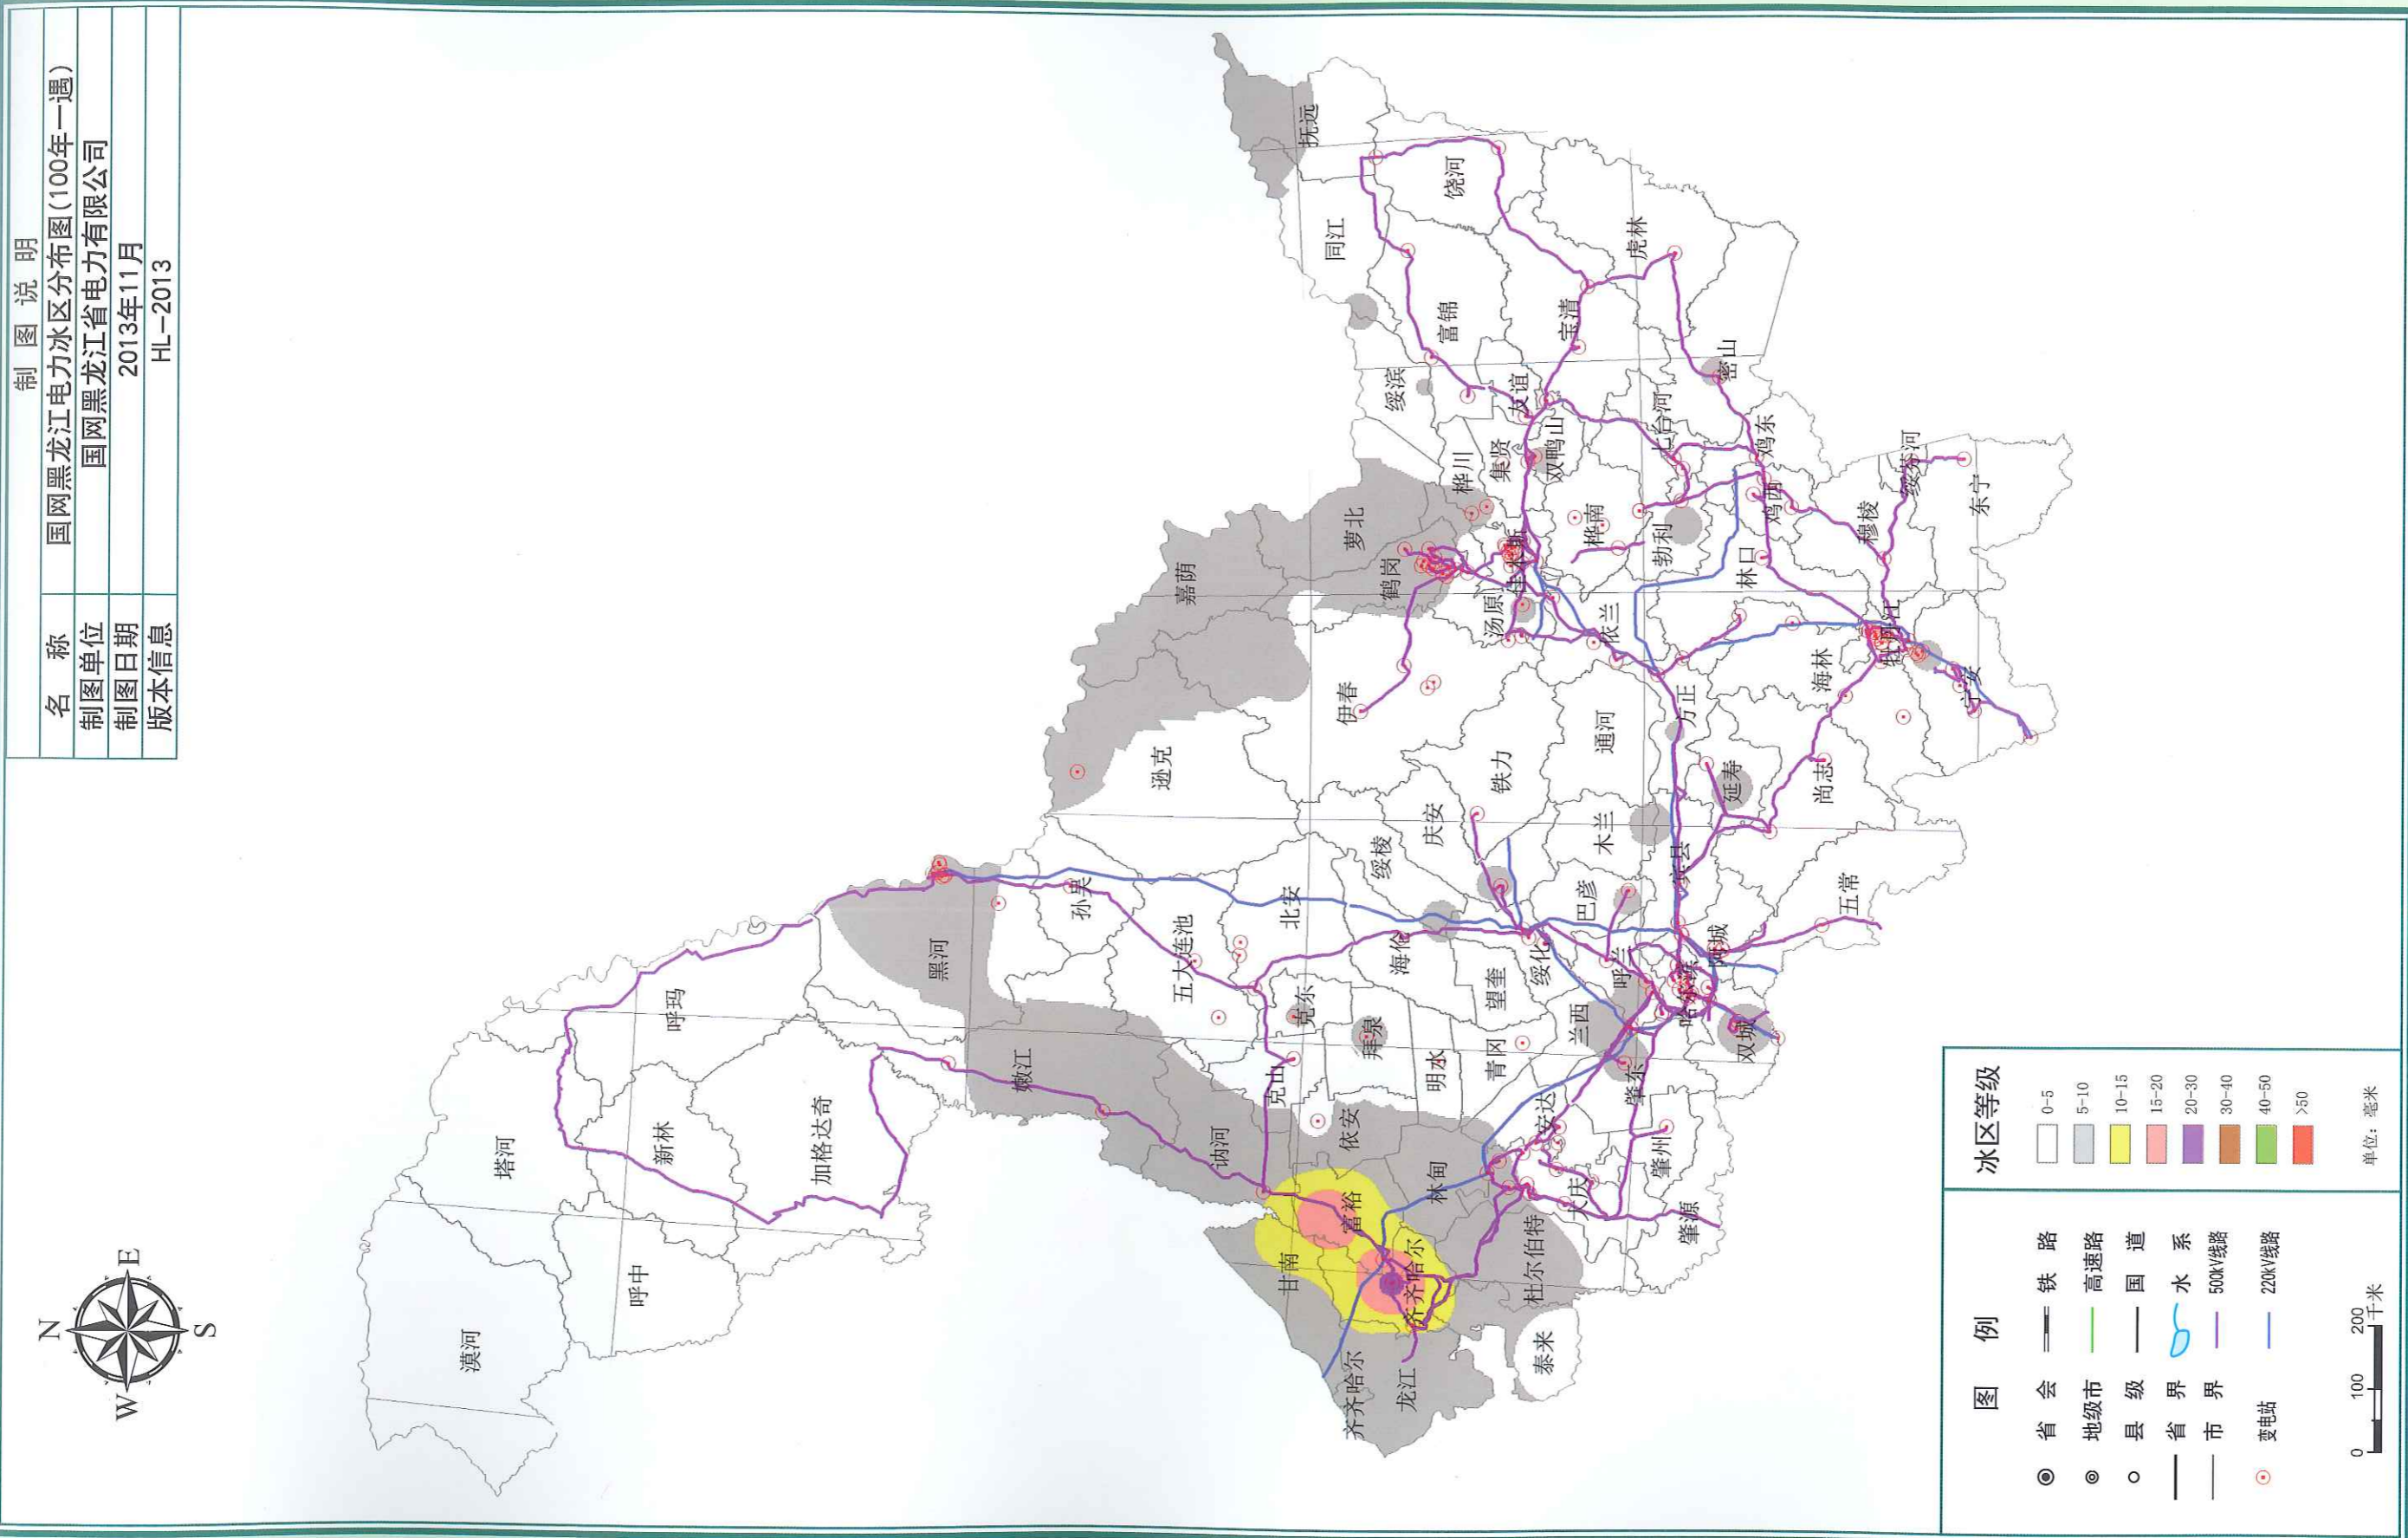 制 图 说 明
名 称 国网黑龙江电力冰区分布图(100年一遇)
制图单位 国网黑龙江省电力有限公司
制图日期 2013年11月
版本信息 HL-2013
N
W
E
S
漠河
塔河
呼中
新林
呼玛
加格达奇
黑河
嫩江
孙吴
逊克
嘉荫
五大连池
北安
讷河
克山
克东
依安
拜泉
海伦
绥棱
伊春
鹤岗
萝北
绥滨
同江
抚远
甘南
富裕
齐齐哈尔
齐齐哈尔
龙江
林甸
明水
望奎
庆安
铁力
汤原
佳木斯
桦川
集贤
友谊
富锦
饶河
泰来
杜尔伯特
大庆
安达
青冈
兰西
绥化
呼兰
巴彦
木兰
通河
依兰
桦南
双鸭山
宝清
虎林
肇东
肇州
肇源
哈尔滨
双城
阿城
宾县
方正
延寿
尚志
五常
勃利
七台河
林口
鸡西
鸡东
密山
海林
牡丹江
穆棱
绥芬河
东宁
宁安
图 例
省 会
地级市
县 级
省 界
市 界
变电站
铁 路
高速路
国 道
水 系
500kV线路
220kV线路
0 100 200
千米
冰区等级
0-5
5-10
10-15
15-20
20-30
30-40
40-50
>50
单位: 毫米